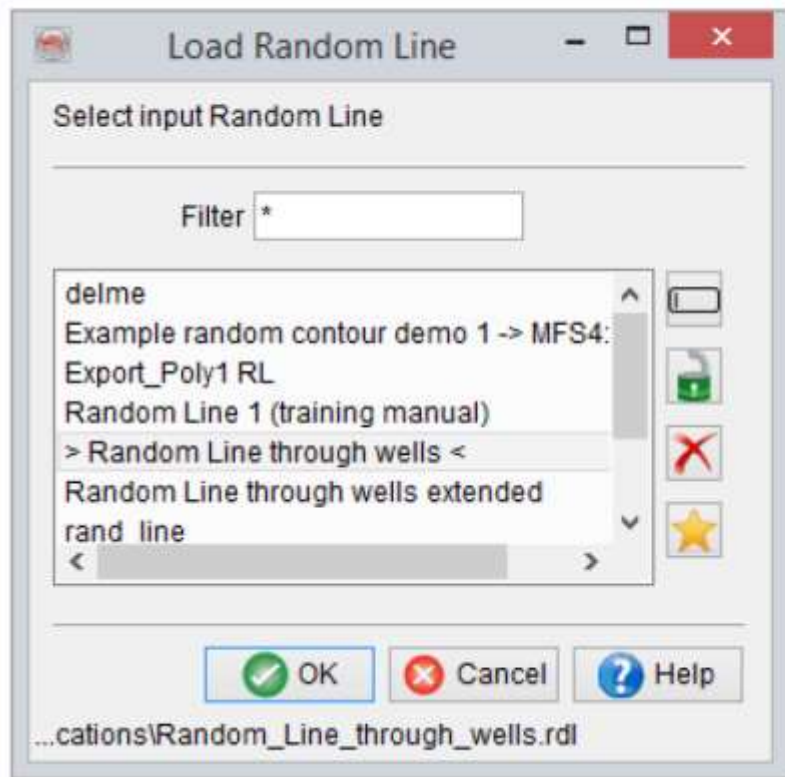 Load Random Line
Select input Random Line
Filter *
delme
Example random contour demo 1 -> MFS4:
Export_Poly1 RL
Random Line 1 (training manual)
> Random Line through wells <
Random Line through wells extended
rand_line
OK Cancel Help
...cations\Random_Line_through_wells.rdl